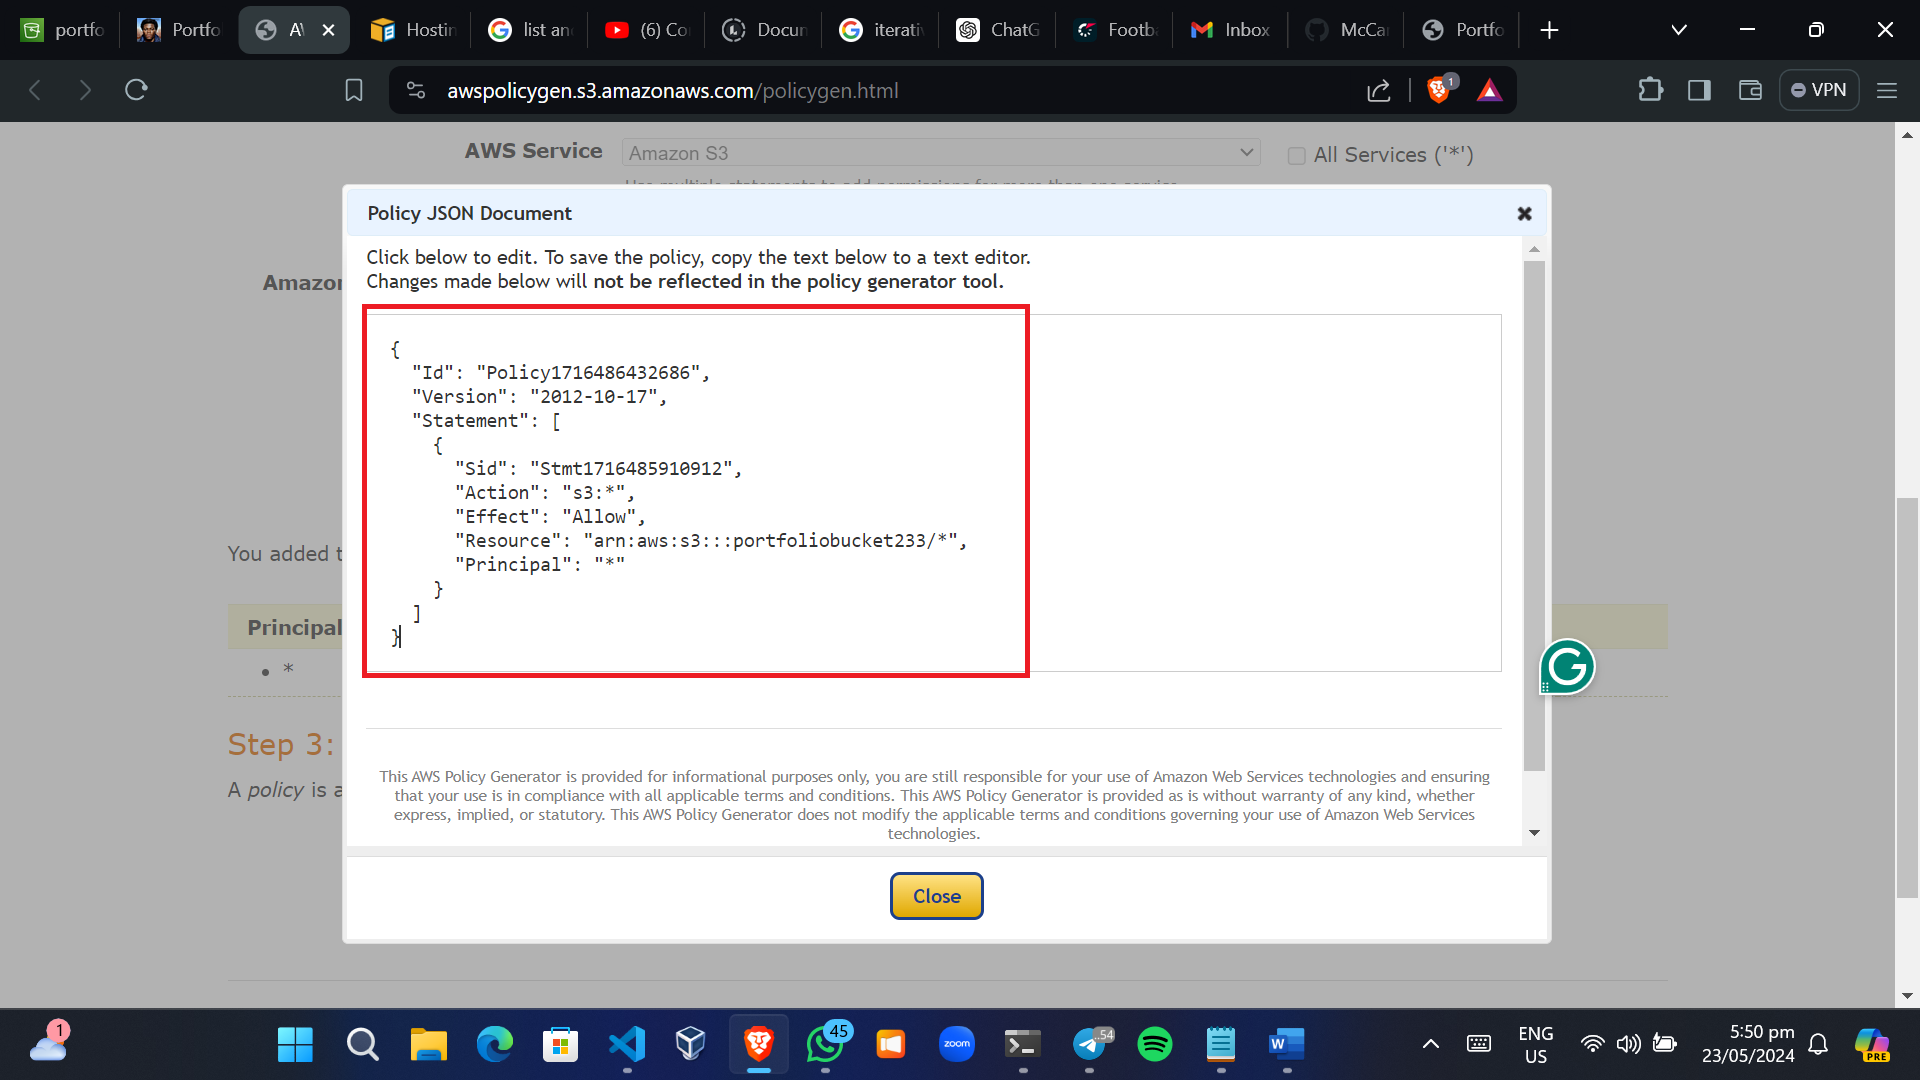 portfo
Portfo
Hostin
list an
(6) Co
Docun
iterativ
ChatG
Footb
Inbox
McCa
Portfo
awspolicygen.s3.amazonaws.com/policygen.html
1
VPN
AWS Service
Amazon S3
All Services ('*')
Policy JSON Document
Click below to edit. To save the policy, copy the text below to a text editor.
Changes made below will not be reflected in the policy generator tool.
Amazon
{
"Id": "Policy1716486432686",
"Version": "2012-10-17",
"Statement": [
{
"Sid": "Stmt1716485910912",
"Action": "s3:*",
"Effect": "Allow",
"Resource": "arn:aws:s3:::portfoliobucket233/*",
"Principal": "*"
}
]
}
You added t
Principal
*
Step 3:
A policy is a
This AWS Policy Generator is provided for informational purposes only, you are still responsible for your use of Amazon Web Services technologies and ensuring
that your use is in compliance with all applicable terms and conditions. This AWS Policy Generator is provided as is without warranty of any kind, whether
express, implied, or statutory. This AWS Policy Generator does not modify the applicable terms and conditions governing your use of Amazon Web Services
technologies.
Close
1
zoom
45
54
ENG
US
5:50 pm
23/05/2024
PRE